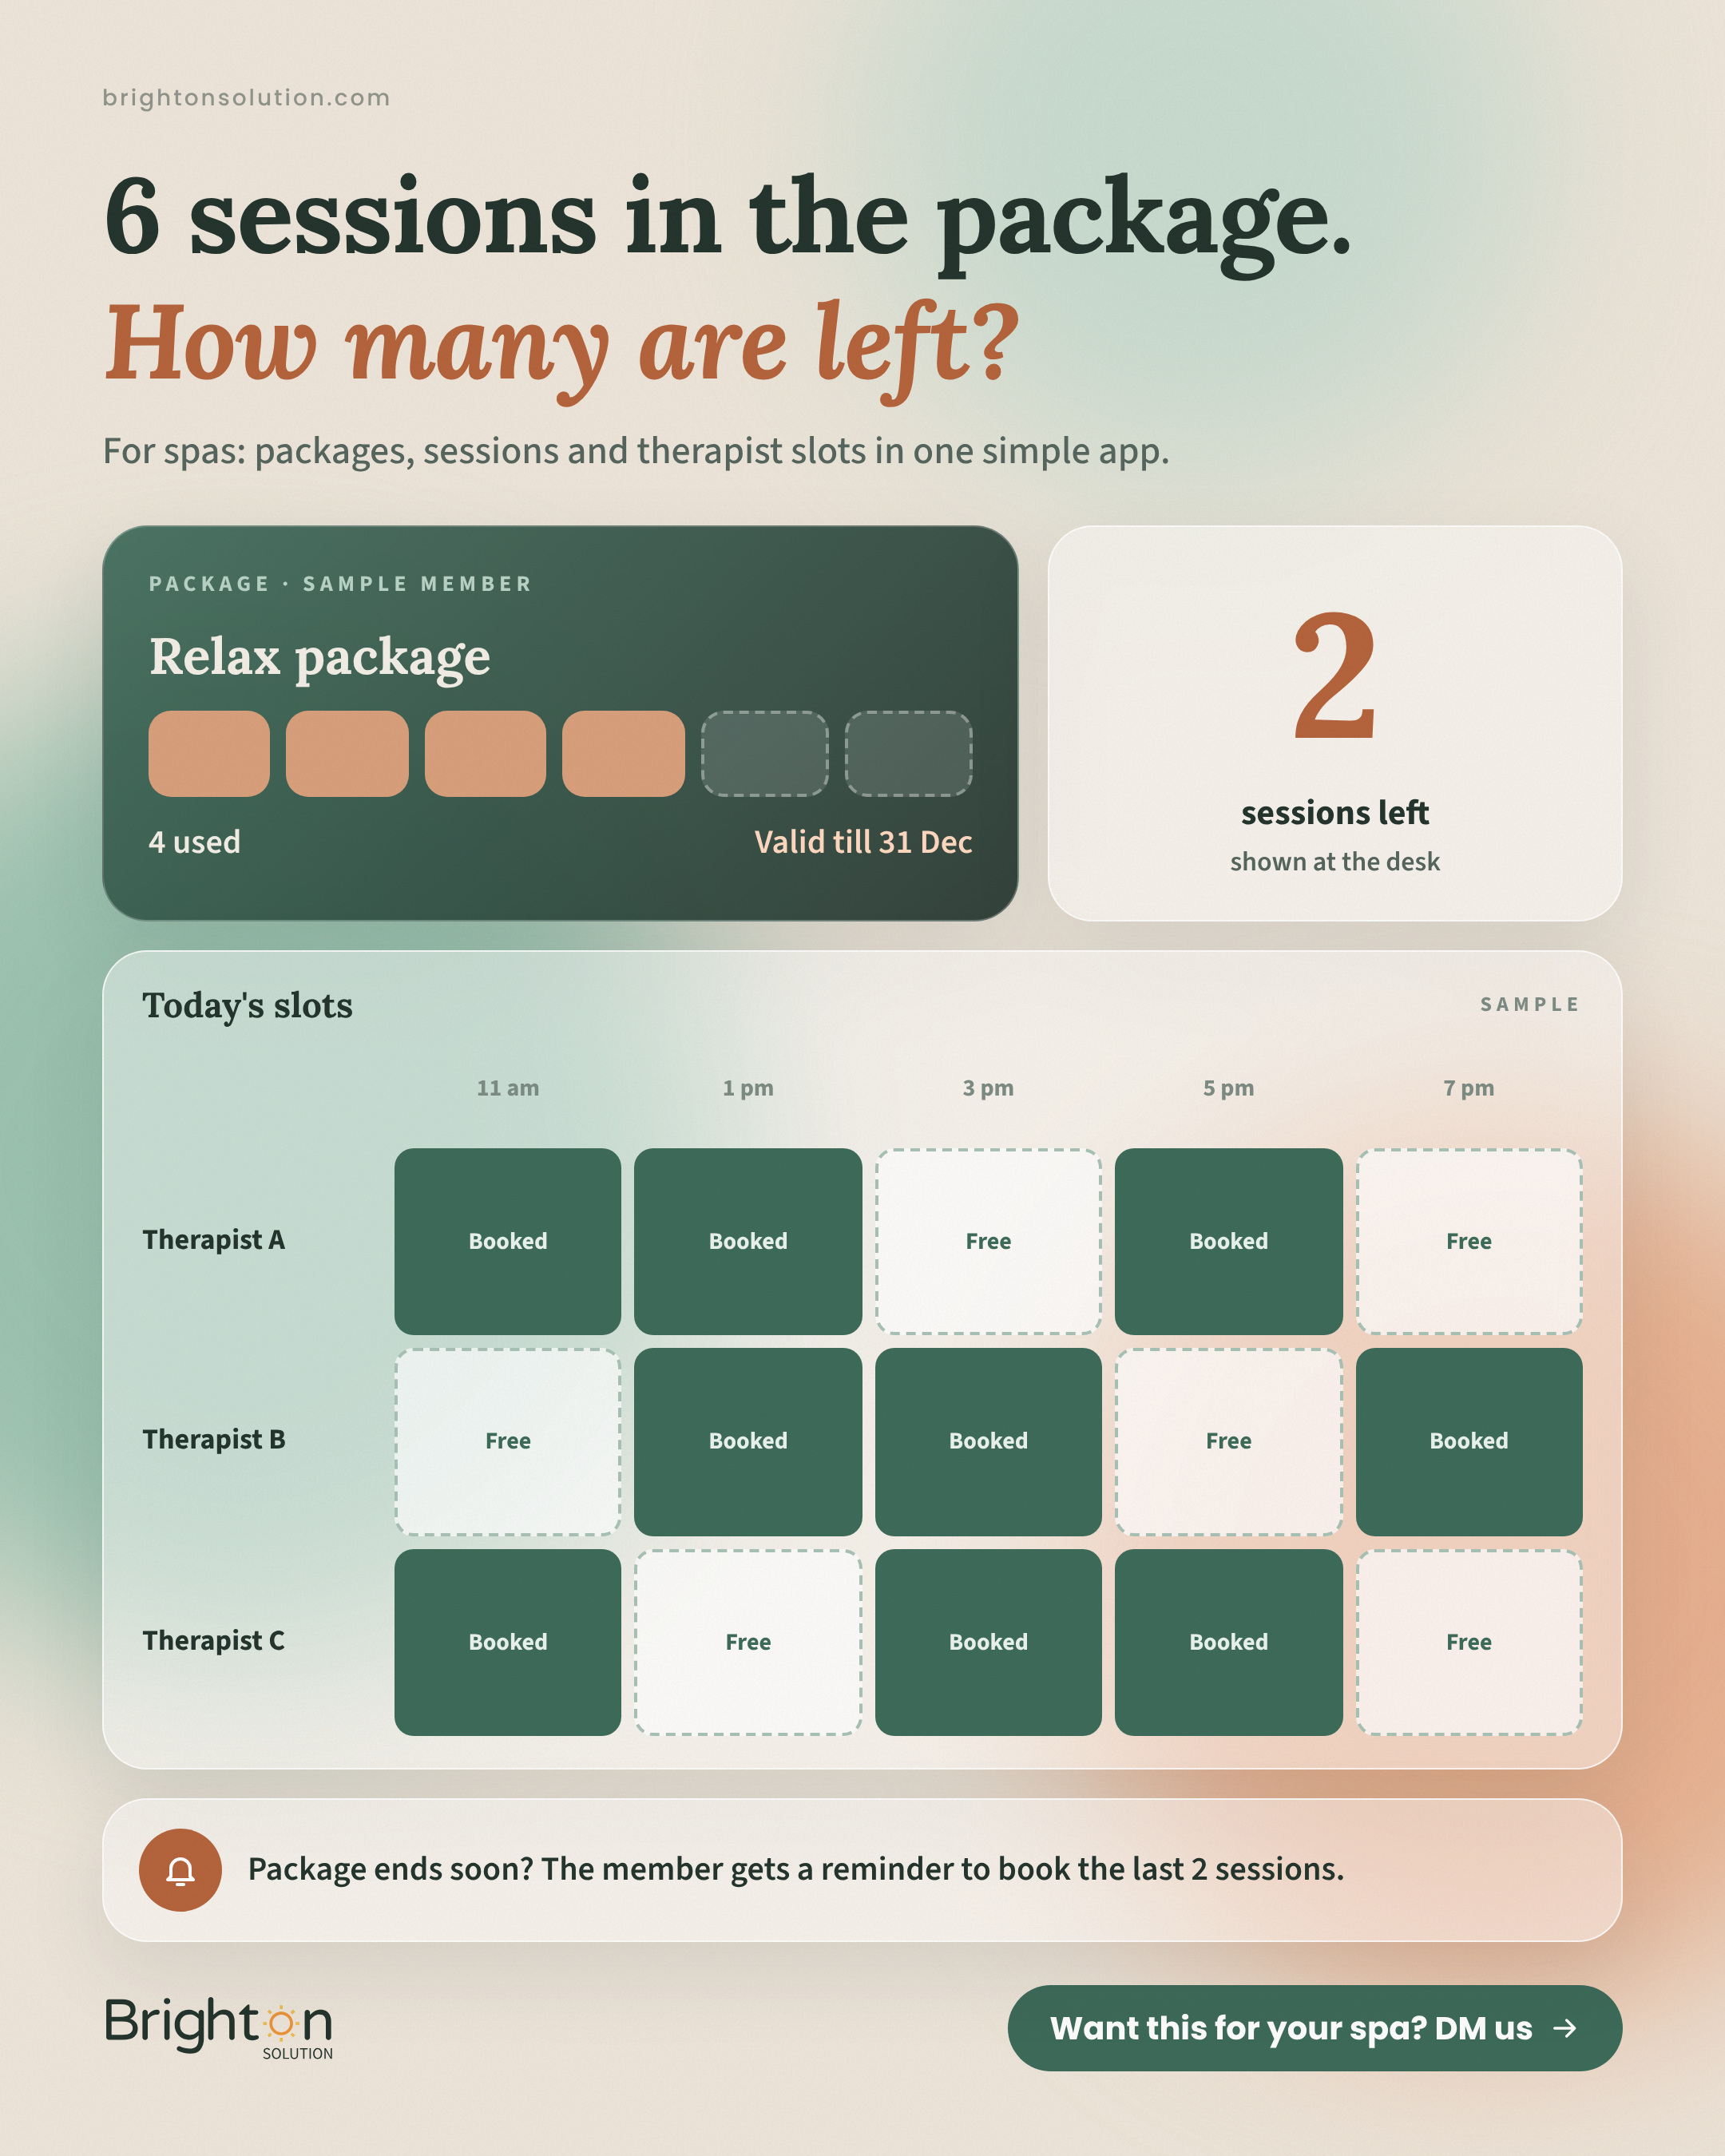 brightonsolution.com
6 sessions in the package.
How many are left?
For spas: packages, sessions and therapist slots in one simple app.
PACKAGE · SAMPLE MEMBER
Relax package
4 used
Valid till 31 Dec
2
sessions left
shown at the desk
Today's slots
SAMPLE
11 am 1 pm 3 pm 5 pm 7 pm
Therapist A Booked Booked Free Booked Free
Therapist B Free Booked Booked Free Booked
Therapist C Booked Free Booked Booked Free
Package ends soon? The member gets a reminder to book the last 2 sessions.
Brighton
SOLUTION
Want this for your spa? DM us →